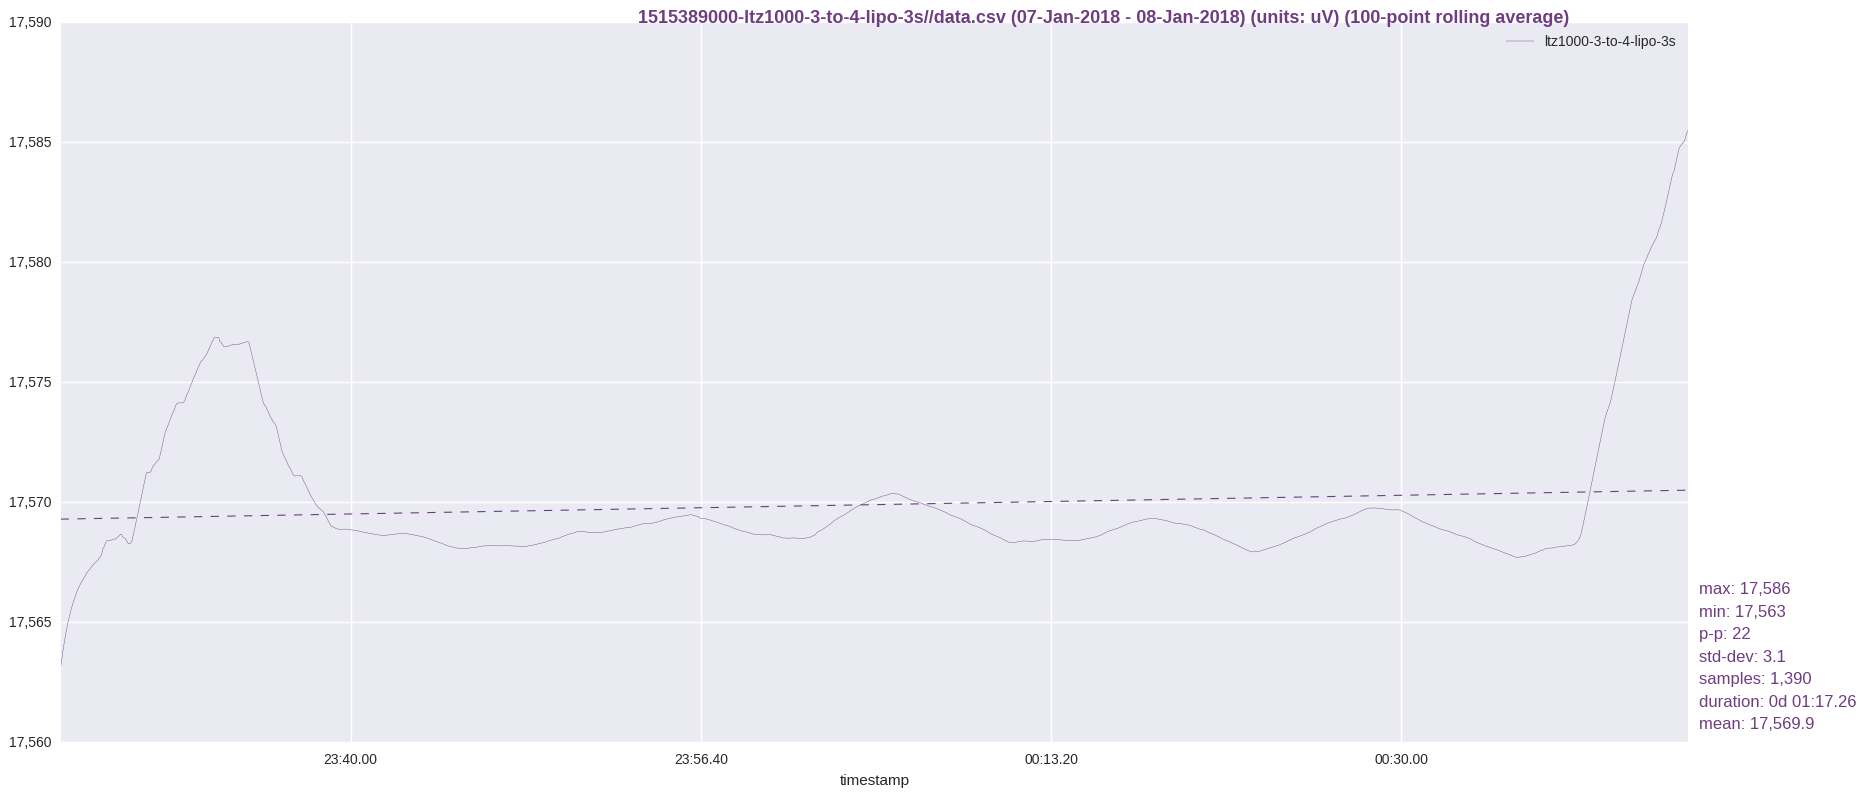 1515389000-ltz1000-3-to-4-lipo-3s//data.csv (07-Jan-2018 - 08-Jan-2018) (units: uV) (100-point rolling average)
ltz1000-3-to-4-lipo-3s
17,590
17,585
17,580
17,575
17,570
17,565
17,560
23:40.00
23:56.40
00:13.20
00:30.00
timestamp
max: 17,586
min: 17,563
p-p: 22
std-dev: 3.1
samples: 1,390
duration: 0d 01:17.26
mean: 17,569.9